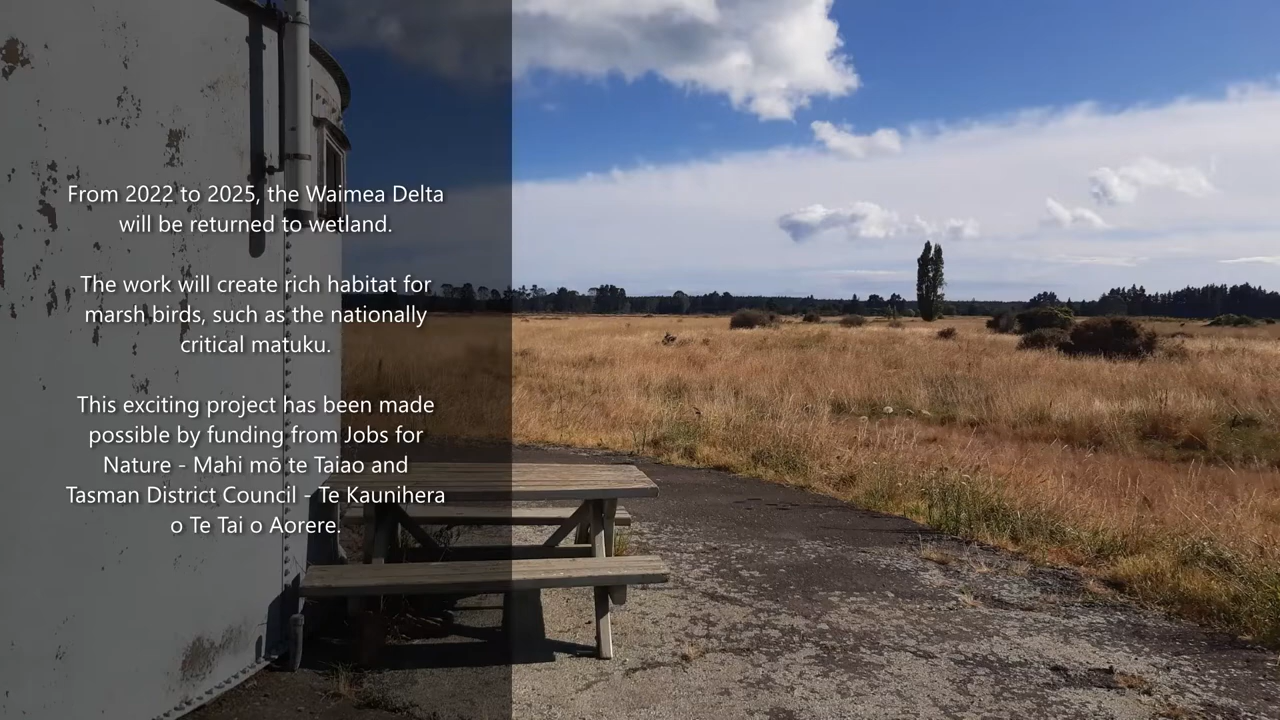 From 2022 to 2025, the Waimea Delta
will be returned to wetland.
The work will create rich habitat for
marsh birds, such as the nationally
critical matuku.
This exciting project has been made
possible by funding from Jobs for
Nature - Mahi mō te Taiao and
Tasman District Council - Te Kaunihera
o Te Tai o Aorere.